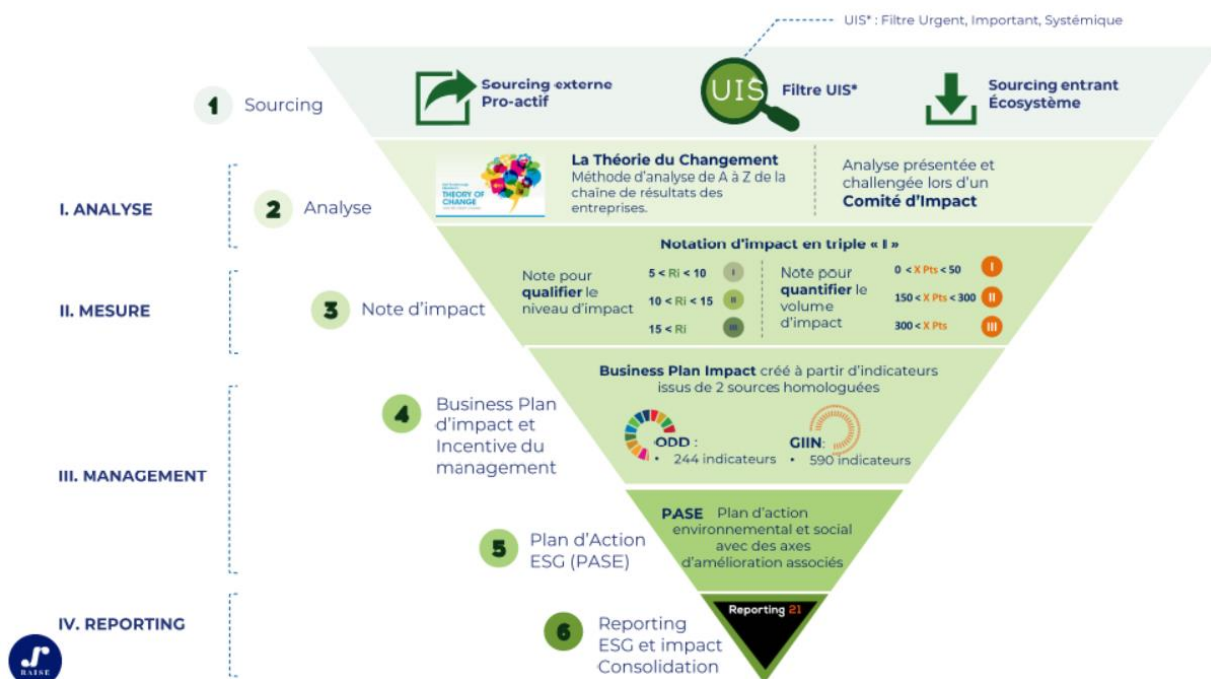 UIS* : Filtre Urgent, Important, Systémique
1 Sourcing
Sourcing externe
Pro-actif
UIS
Filtre UIS*
Sourcing entrant
Écosystème
I. ANALYSE
2 Analyse
THEORY OF
CHANGE
La Théorie du Changement
Méthode d'analyse de A à Z de la
chaîne de résultats des
entreprises.
Analyse présentée et
challengée lors d'un
Comité d'Impact
II. MESURE
3 Note d'impact
Notation d'impact en triple « I »
Note pour
qualifier le
niveau d'impact
5 < Ri < 10 I
10 < Ri < 15 II
15 < Ri III
Note pour
quantifier le
volume
d'impact
0 < X Pts < 50 I
150 < X Pts < 300 II
300 < X Pts III
III. MANAGEMENT
4 Business Plan
d'impact et
Incentive du
management
Business Plan Impact créé à partir d'indicateurs
issus de 2 sources homologuées
ODD :
• 244 indicateurs
GIIN:
• 590 indicateurs
5 Plan d'Action
ESG (PASE)
PASE Plan d'action
environnemental et social
avec des axes
d'amélioration associés
IV. REPORTING
6 Reporting
ESG et impact
Consolidation
Reporting 21
RAISE